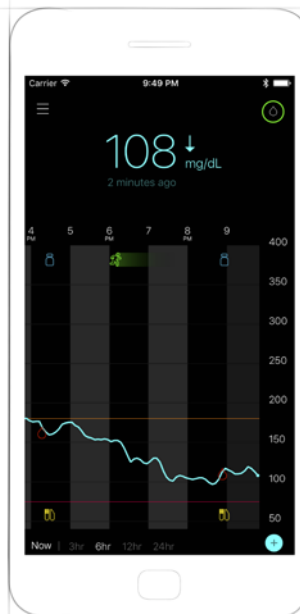 Carrier 9:49 PM
108 mg/dL
2 minutes ago
4 PM 5 6 PM 7 8 PM 9
400
350
300
250
200
150
100
50
Now | 3hr 6hr 12hr 24hr